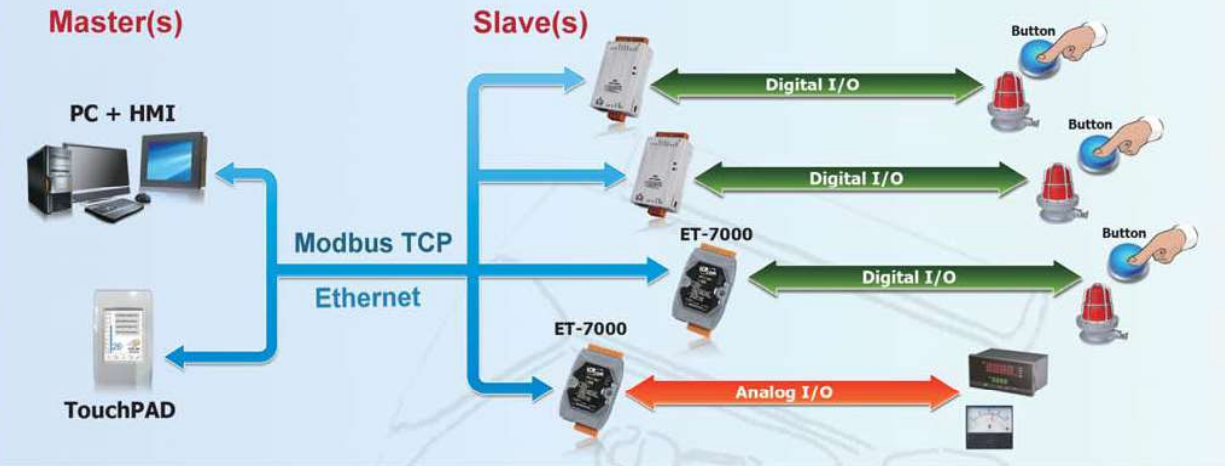 Master(s)
Slave(s)
PC + HMI
TouchPAD
Modbus TCP
Ethernet
Digital I/O
Button
Digital I/O
Button
ET-7000
Digital I/O
Button
ET-7000
Analog I/O